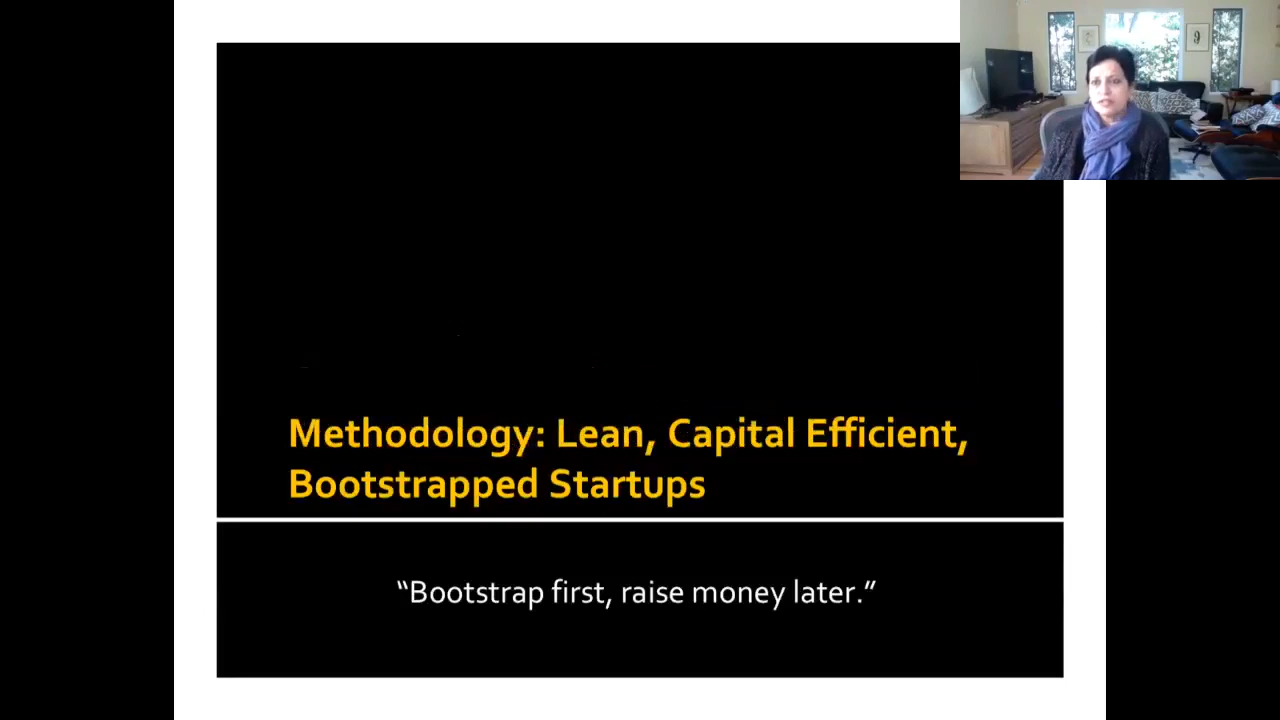 Methodology: Lean, Capital Efficient,
Bootstrapped Startups
“Bootstrap first, raise money later.”